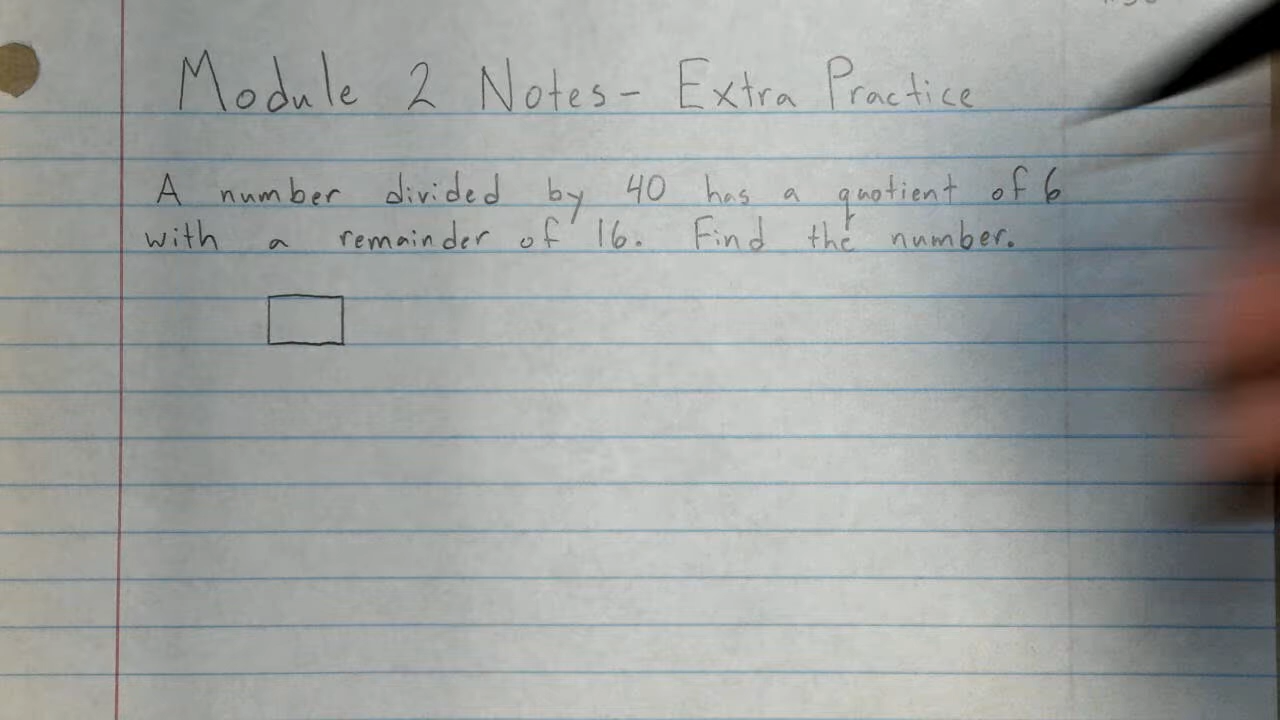 Module 2 Notes- Extra Practice
A number divided by 40 has a quotient of 6
with a remainder of 16. Find the number.